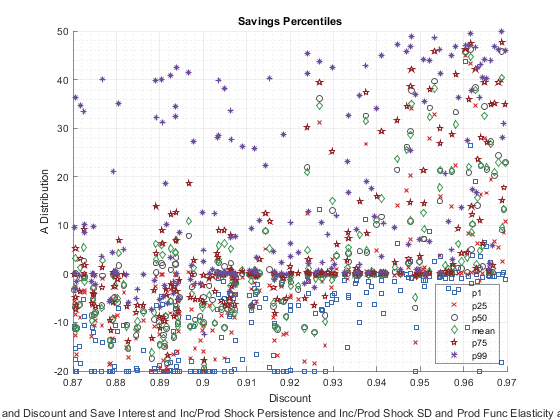 Savings Percentiles
50
40
30
20
10
0
-10
-20
A Distribution
p1
p25
p50
mean
p75
p99
0.87 0.88 0.89 0.9 0.91 0.92 0.93 0.94 0.95 0.96 0.97
Discount
and Discount and Save Interest and Inc/Prod Shock Persistence and Inc/Prod Shock SD and Prod Func Elasticity a